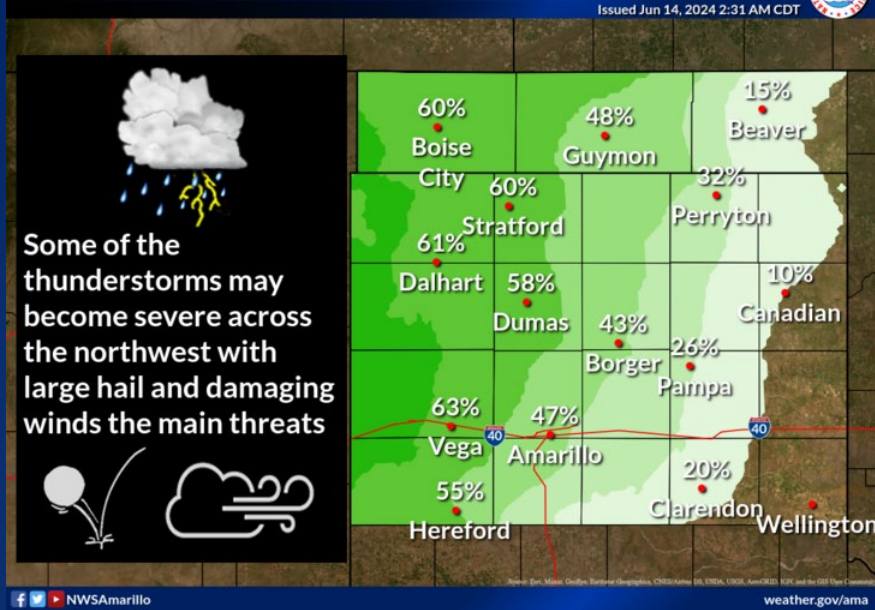 Issued Jun 14, 2024 2:31 AM CDT
Some of the
thunderstorms may
become severe across
the northwest with
large hail and damaging
winds the main threats
60%
Boise
City
48%
Guymon
15%
Beaver
60%
Stratford
32%
Perryton
61%
Dalhart
58%
Dumas
10%
Canadian
43%
Borger
26%
Pampa
63%
Vega
40
47%
Amarillo
40
55%
Hereford
20%
Clarendon
Wellington
NWSAmarillo
weather.gov/ama